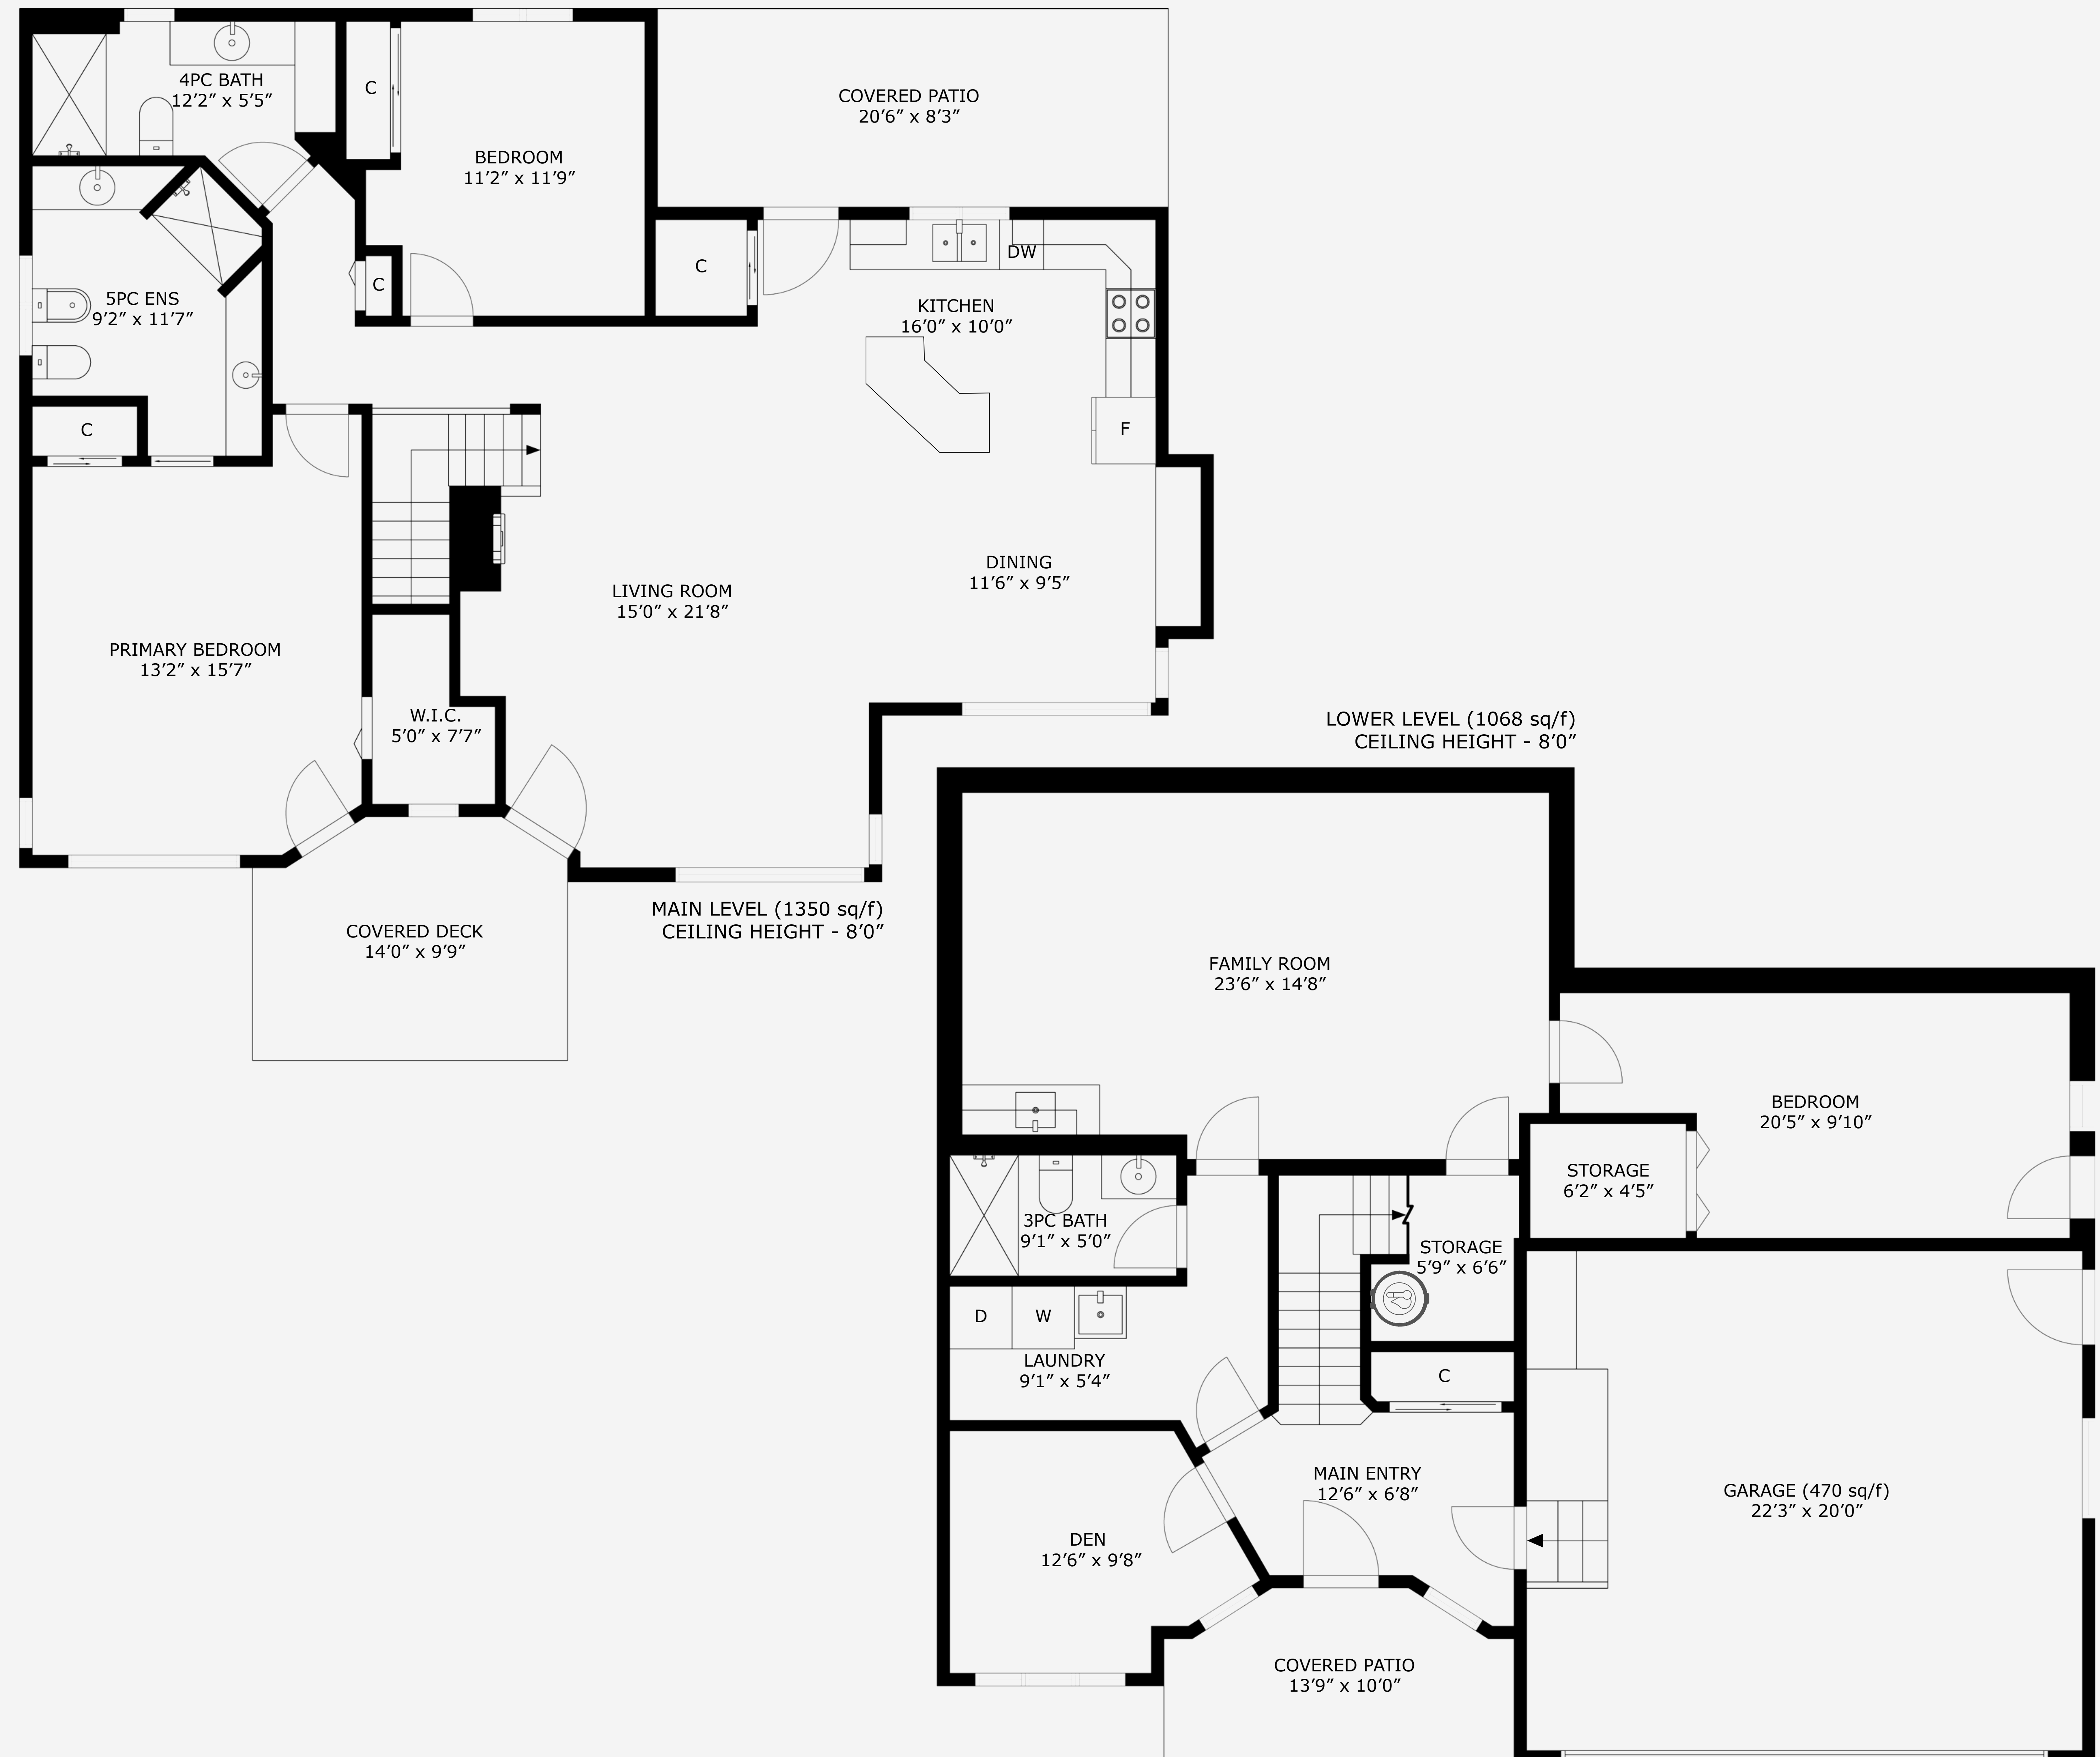 4PC BATH
12'2" x 5'5"
C
BEDROOM
11'2" x 11'9"
COVERED PATIO
20'6" x 8'3"
C
C
DW
KITCHEN
16'0" x 10'0"
5PC ENS
9'2" x 11'7"
C
F
LIVING ROOM
15'0" x 21'8"
DINING
11'6" x 9'5"
PRIMARY BEDROOM
13'2" x 15'7"
W.I.C.
5'0" x 7'7"
COVERED DECK
14'0" x 9'9"
MAIN LEVEL (1350 sq/f)
CEILING HEIGHT - 8'0"
LOWER LEVEL (1068 sq/f)
CEILING HEIGHT - 8'0"
FAMILY ROOM
23'6" x 14'8"
BEDROOM
20'5" x 9'10"
STORAGE
6'2" x 4'5"
3PC BATH
9'1" x 5'0"
STORAGE
5'9" x 6'6"
D
W
LAUNDRY
9'1" x 5'4"
C
MAIN ENTRY
12'6" x 6'8"
GARAGE (470 sq/f)
22'3" x 20'0"
DEN
12'6" x 9'8"
COVERED PATIO
13'9" x 10'0"